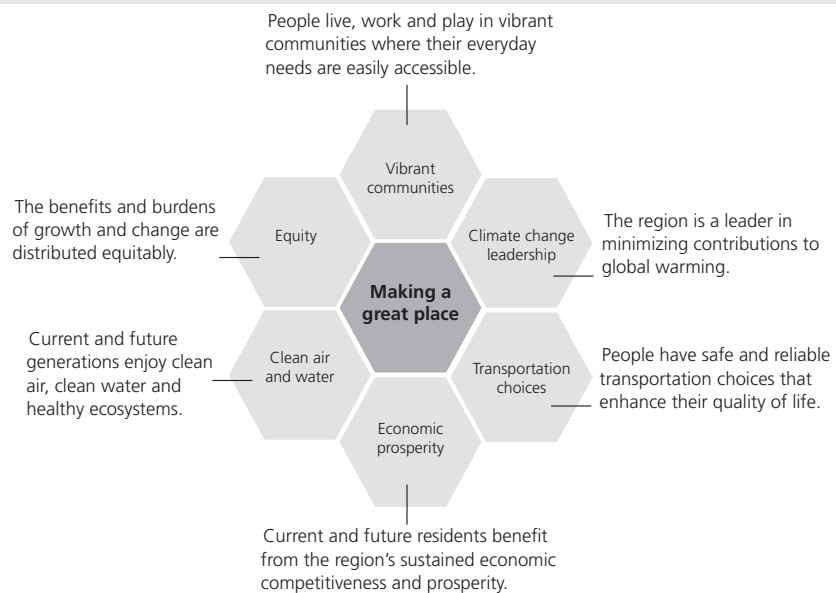 People live, work and play in vibrant
communities where their everyday
needs are easily accessible.
Vibrant
communities
The benefits and burdens
of growth and change are
distributed equitably.
Equity
Climate change
leadership
The region is a leader in
minimizing contributions to
global warming.
Making a
great place
Current and future
generations enjoy clean
air, clean water and
healthy ecosystems.
Clean air
and water
Transportation
choices
People have safe and reliable
transportation choices that
enhance their quality of life.
Economic
prosperity
Current and future residents benefit
from the region’s sustained economic
competitiveness and prosperity.